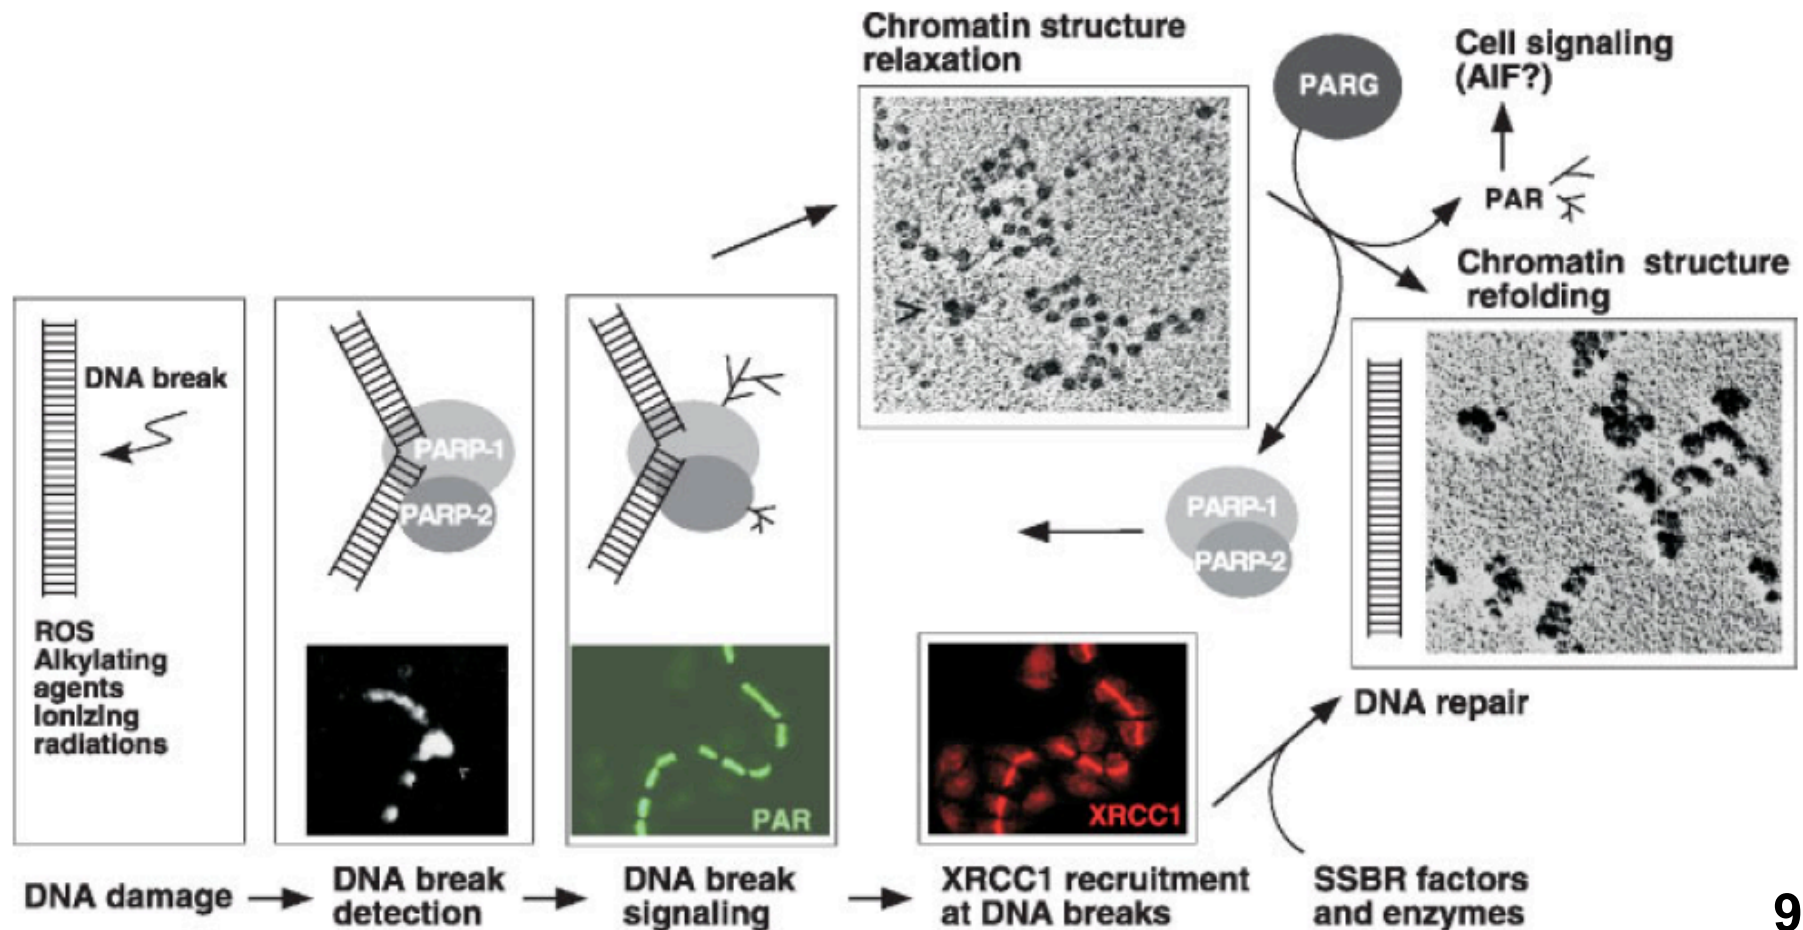 Chromatin structure
relaxation
PARG
Cell signaling
(AIF?)
PAR
Chromatin structure
refolding
DNA break
PARP-1
PARP-2
PARP-1
PARP-2
ROS
Alkylating
agents
Ionizing
radiations
PAR
XRCC1
DNA repair
DNA damage
DNA break
detection
DNA break
signaling
XRCC1 recruitment
at DNA breaks
SSBR factors
and enzymes
9